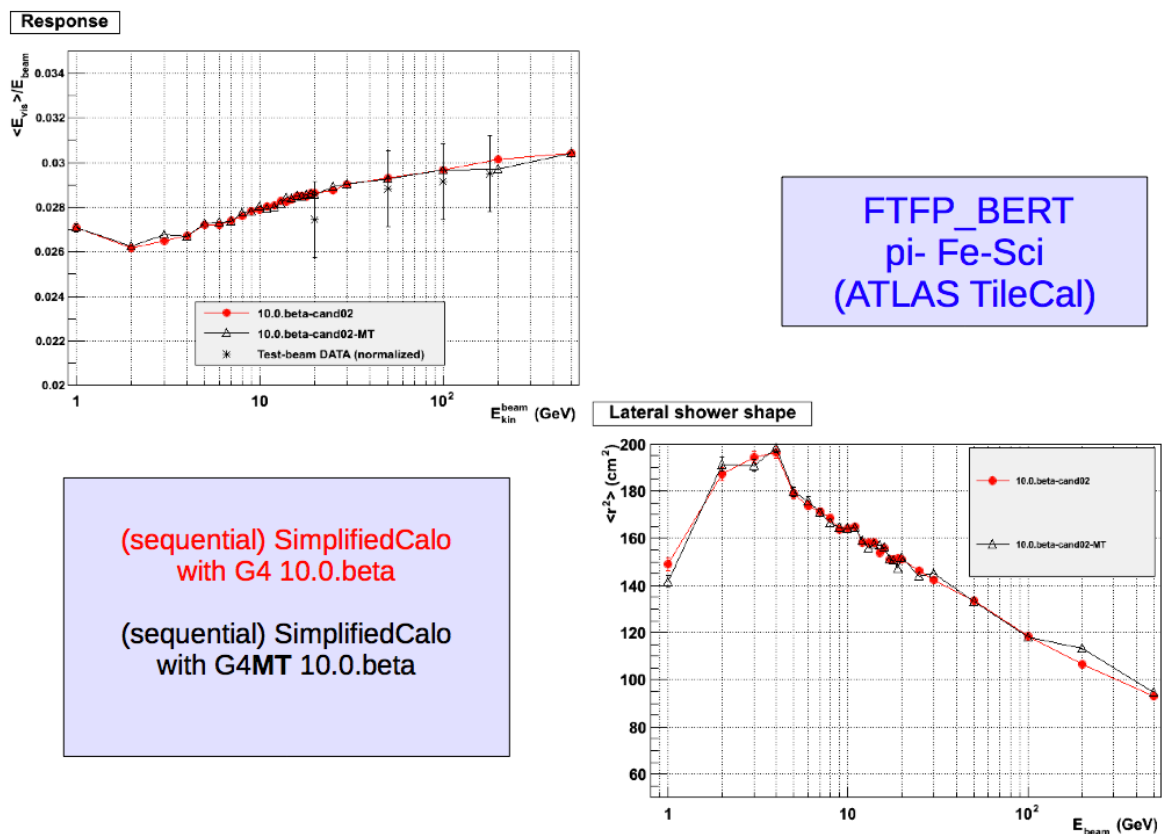 Response
<E_vis>/E_beam
0.034
0.032
0.03
0.028
0.026
0.024
0.022
0.02
10.0.beta-cand02
10.0.beta-cand02-MT
Test-beam DATA (normalized)
1
10
10²
E_kin^beam (GeV)
FTFP_BERT
pi- Fe-Sci
(ATLAS TileCal)
(sequential) SimplifiedCalo
with G4 10.0.beta
(sequential) SimplifiedCalo
with G4MT 10.0.beta
Lateral shower shape
<r²> (cm²)
200
180
160
140
120
100
80
60
10.0.beta-cand02
10.0.beta-cand02-MT
1
10
10²
E_beam (GeV)